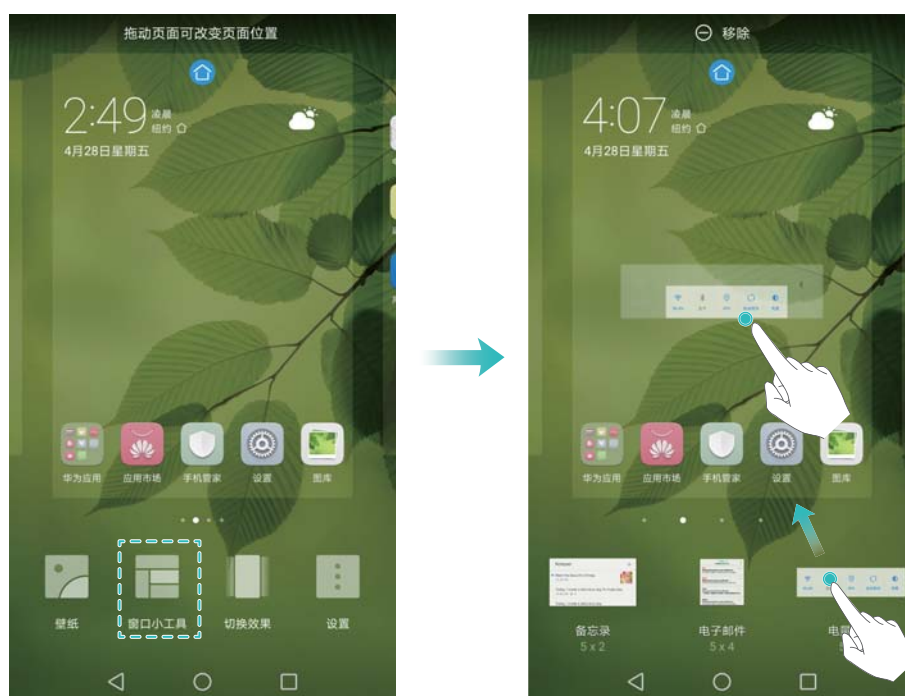 拖动页面可改变页面位置
2:49
凌晨
纽约
4月28日星期五
华为应用
应用市场
手机管家
设置
图库
壁纸
窗口小工具
切换效果
设置
移除
4:07
凌晨
纽约
4月28日星期五
华为应用
应用市场
手机管家
设置
图库
备忘录
5 x 2
电子邮件
5 x 4